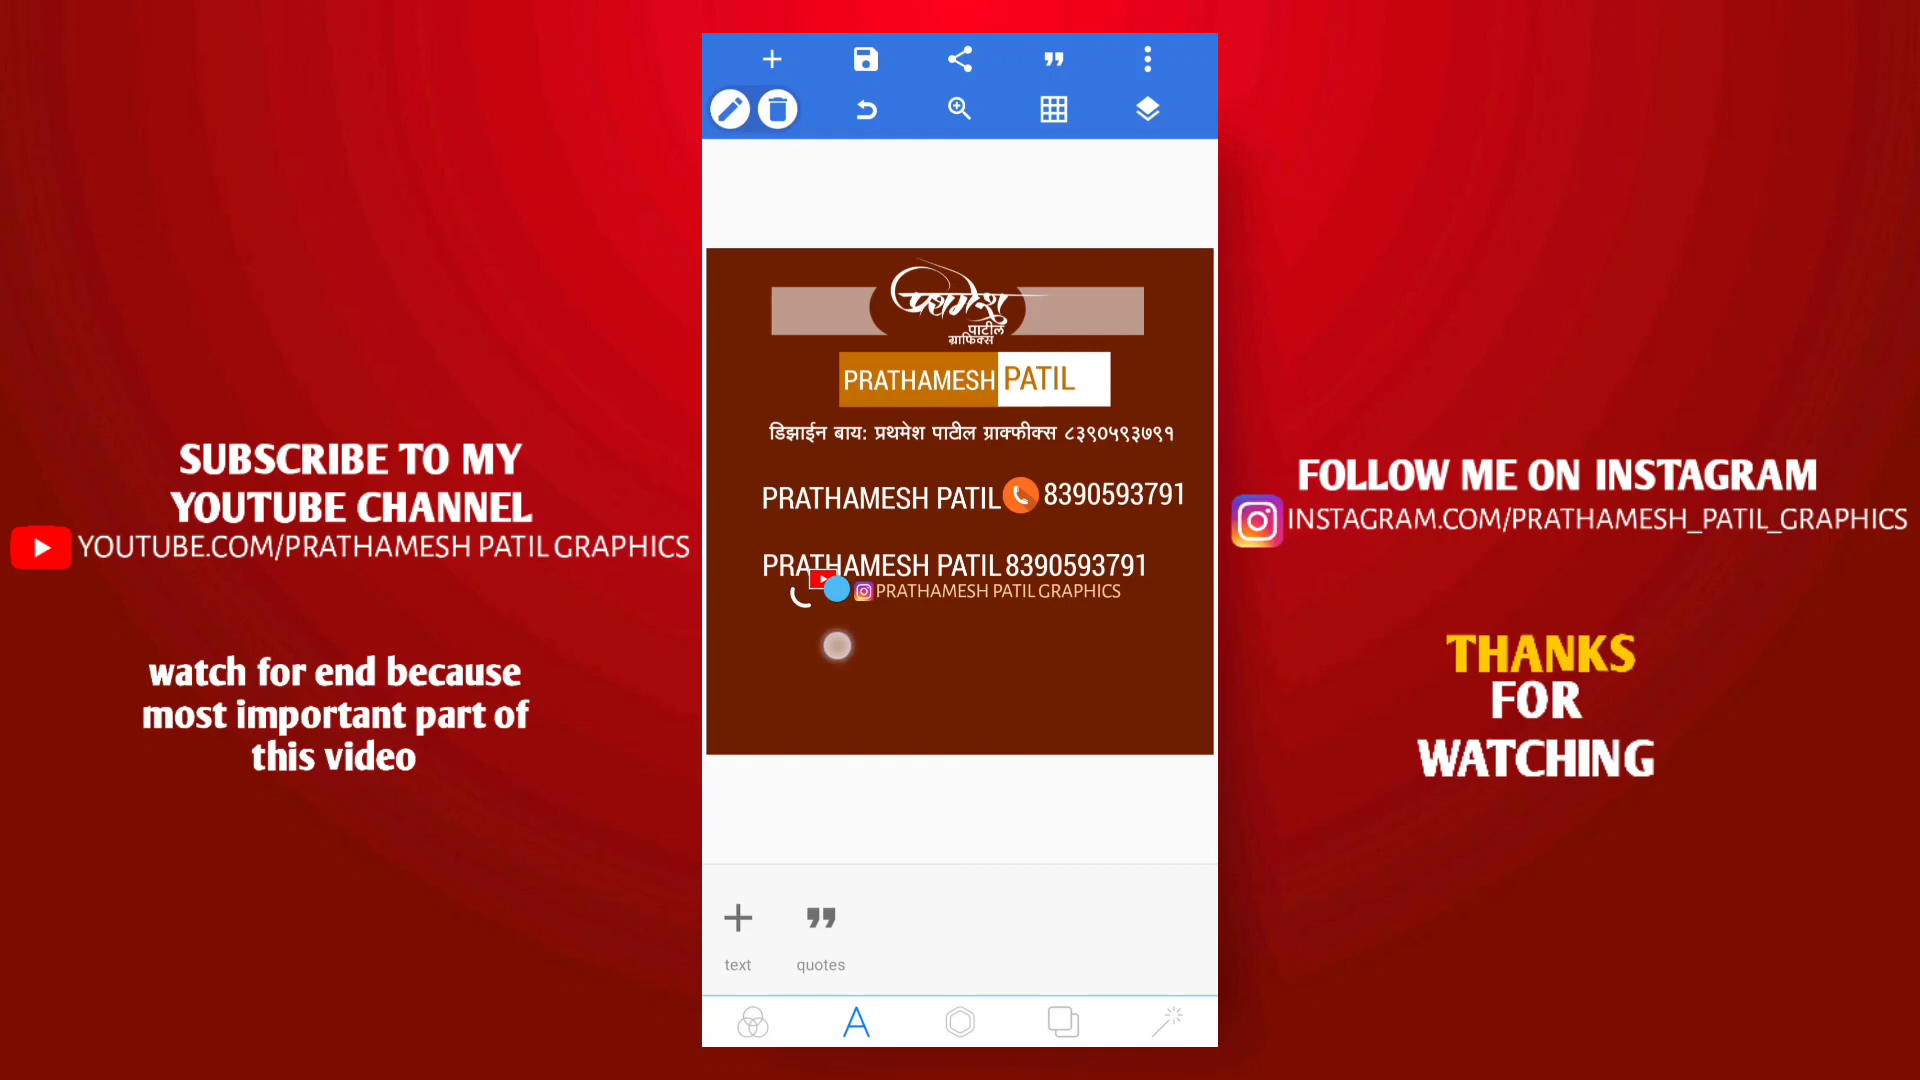 SUBSCRIBE TO MY
YOUTUBE CHANNEL
YOUTUBE.COM/PRATHAMESH PATIL GRAPHICS
watch for end because
most important part of
this video
प्रथमेश
पाटील
ग्राफिक्स
PRATHAMESH PATIL
डिझाईन बाय: प्रथमेश पाटील ग्राक्फीक्स ८३९०५९३७९१
PRATHAMESH PATIL 8390593791
PRATHAMESH PATIL 8390593791
PRATHAMESH PATIL GRAPHICS
text
quotes
FOLLOW ME ON INSTAGRAM
INSTAGRAM.COM/PRATHAMESH_PATIL_GRAPHICS
THANKS
FOR
WATCHING